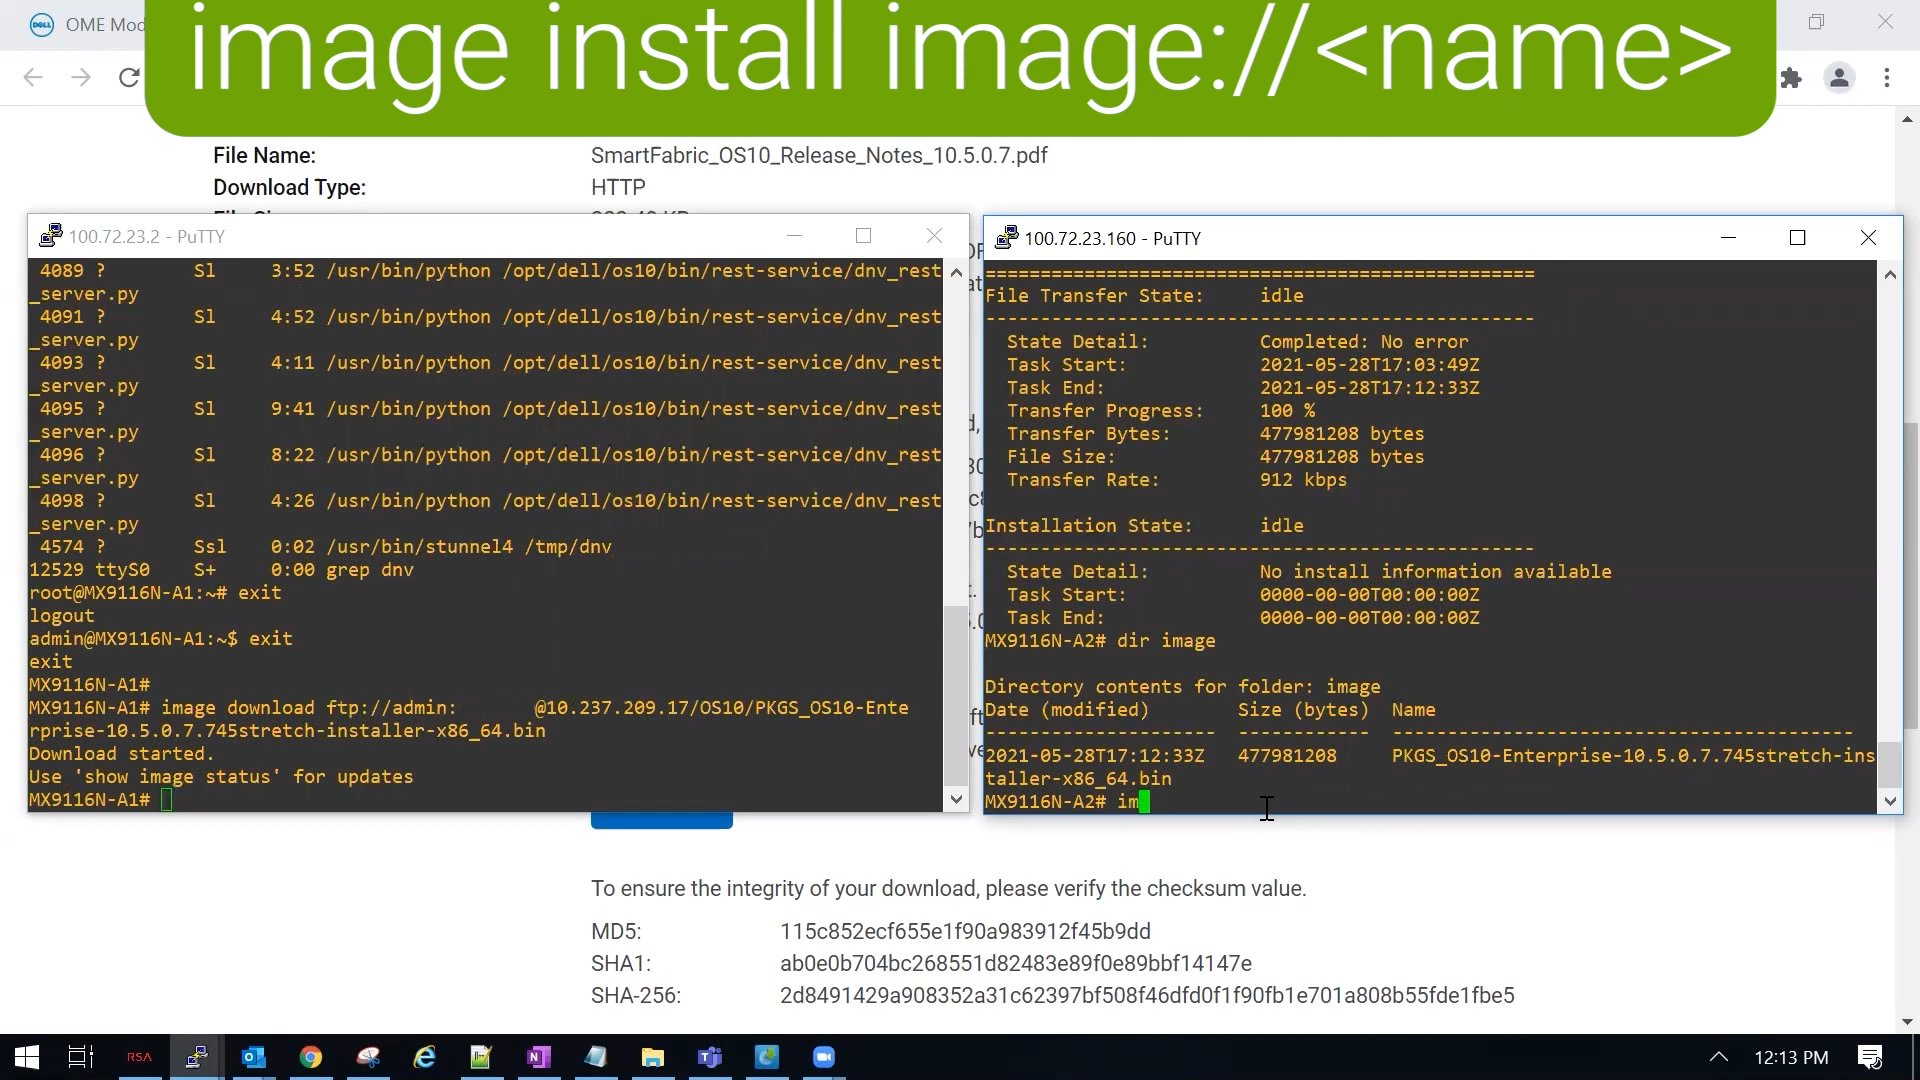 OME Mod
image install image://<name>
File Name: SmartFabric_OS10_Release_Notes_10.5.0.7.pdf
Download Type: HTTP
100.72.23.2 - PuTTY
4089 ? Sl 3:52 /usr/bin/python /opt/dell/os10/bin/rest-service/dnv_rest
_server.py
4091 ? Sl 4:52 /usr/bin/python /opt/dell/os10/bin/rest-service/dnv_rest
_server.py
4093 ? Sl 4:11 /usr/bin/python /opt/dell/os10/bin/rest-service/dnv_rest
_server.py
4095 ? Sl 9:41 /usr/bin/python /opt/dell/os10/bin/rest-service/dnv_rest
_server.py
4096 ? Sl 8:22 /usr/bin/python /opt/dell/os10/bin/rest-service/dnv_rest
_server.py
4098 ? Sl 4:26 /usr/bin/python /opt/dell/os10/bin/rest-service/dnv_rest
_server.py
4574 ? Ssl 0:02 /usr/bin/stunnel4 /tmp/dnv
12529 ttyS0 S+ 0:00 grep dnv
root@MX9116N-A1:~# exit
logout
admin@MX9116N-A1:~$ exit
exit
MX9116N-A1#
MX9116N-A1# image download ftp://admin: @10.237.209.17/OS10/PKGS_OS10-Ente
rprise-10.5.0.7.745stretch-installer-x86_64.bin
Download started.
Use 'show image status' for updates
MX9116N-A1#
100.72.23.160 - PuTTY
==================================================
File Transfer State: idle
--------------------------------------------------
State Detail: Completed: No error
Task Start: 2021-05-28T17:03:49Z
Task End: 2021-05-28T17:12:33Z
Transfer Progress: 100 %
Transfer Bytes: 477981208 bytes
File Size: 477981208 bytes
Transfer Rate: 912 kbps
Installation State: idle
--------------------------------------------------
State Detail: No install information available
Task Start: 0000-00-00T00:00:00Z
Task End: 0000-00-00T00:00:00Z
MX9116N-A2# dir image
Directory contents for folder: image
Date (modified) Size (bytes) Name
--------------------- ------------ ------------------------------------------
2021-05-28T17:12:33Z 477981208 PKGS_OS10-Enterprise-10.5.0.7.745stretch-ins
taller-x86_64.bin
MX9116N-A2# im
To ensure the integrity of your download, please verify the checksum value.
MD5: 115c852ecf655e1f90a983912f45b9dd
SHA1: ab0e0b704bc268551d82483e89f0e89bbf14147e
SHA-256: 2d8491429a908352a31c62397bf508f46dfd0f1f90fb1e701a808b55fde1fbe5
RSA
12:13 PM